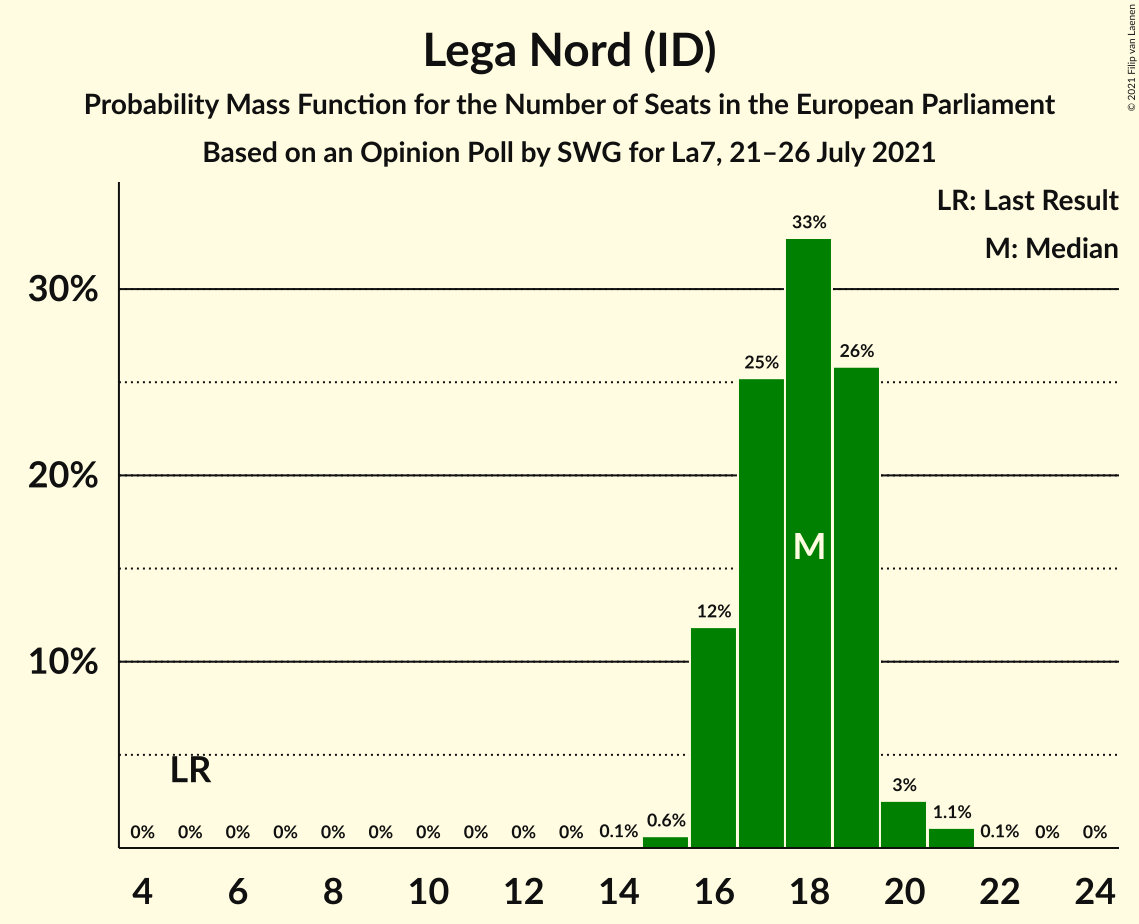 Lega Nord (ID)
Probability Mass Function for the Number of Seats in the European Parliament
Based on an Opinion Poll by SWG for La7, 21–26 July 2021
© 2021 Filip van Laenen
LR: Last Result
M: Median
30%
20%
10%
0% 0% 0% 0% 0% 0% 0% 0% 0% 0% 0.1% 0.6% 12% 25% 33% 26% 3% 1.1% 0.1% 0% 0%
LR
M
4 6 8 10 12 14 16 18 20 22 24